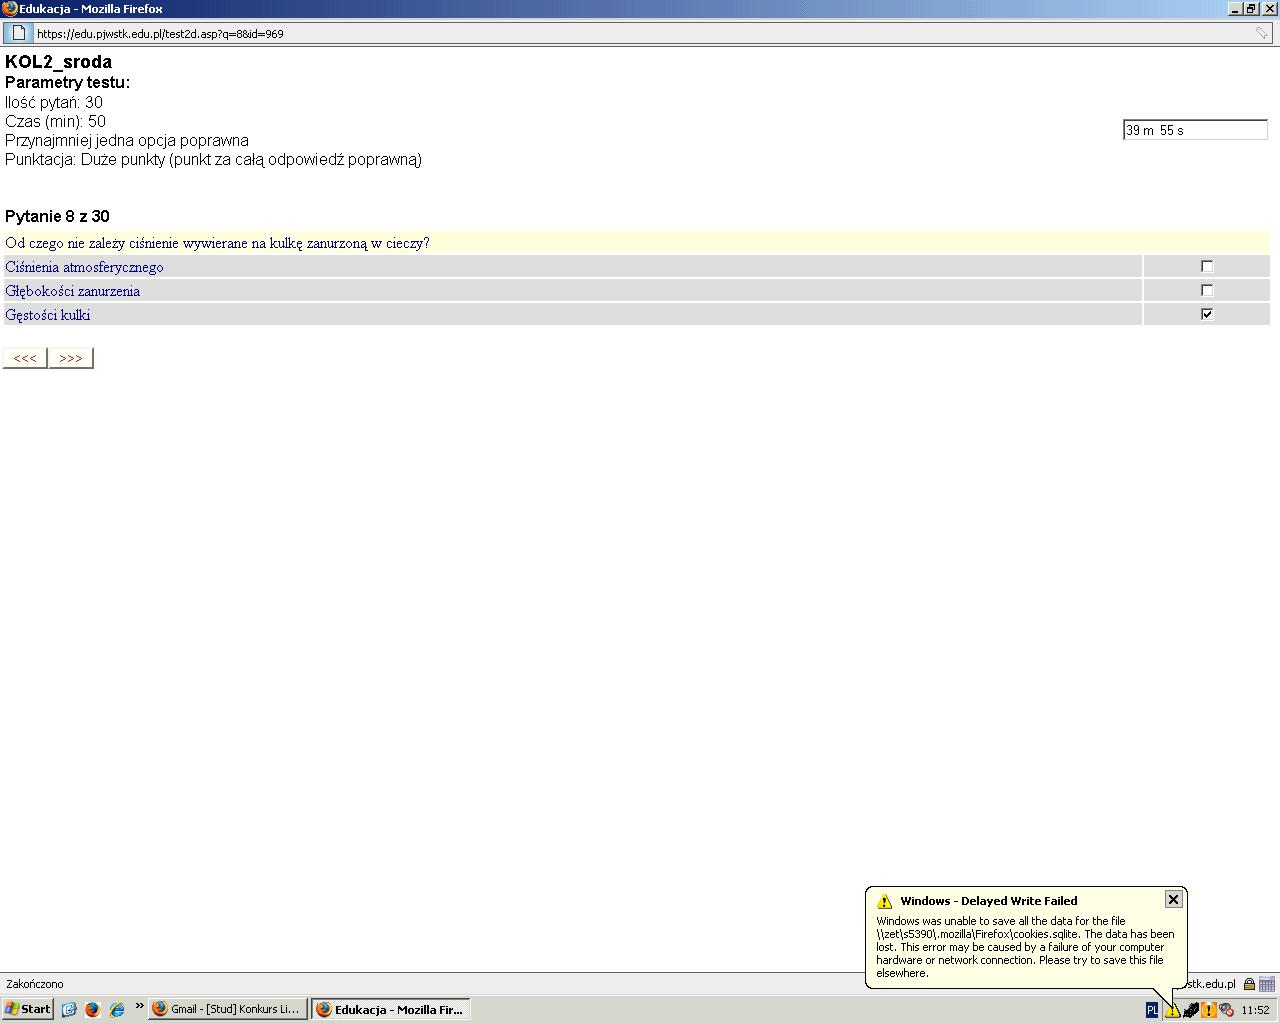 Edukacja - Mozilla Firefox
https://edu.pjwstk.edu.pl/test2d.asp?q=8&id=969
KOL2_sroda
Parametry testu:
Ilość pytań: 30
Czas (min): 50
Przynajmniej jedna opcja poprawna
Punktacja: Duże punkty (punkt za całą odpowiedź poprawną)
39 m 55 s
Pytanie 8 z 30
Od czego nie zależy ciśnienie wywierane na kulkę zanurzoną w cieczy?
Ciśnienia atmosferycznego
Głębokości zanurzenia
Gęstości kulki
<<< >>>
Windows - Delayed Write Failed
Windows was unable to save all the data for the file
\\zet\s5390\.mozilla\Firefox\cookies.sqlite. The data has been
lost. This error may be caused by a failure of your computer
hardware or network connection. Please try to save this file
elsewhere.
Zakończono
wstk.edu.pl
Start
Gmail - [Stud] Konkurs Li...
Edukacja - Mozilla Fir...
PL
11:52